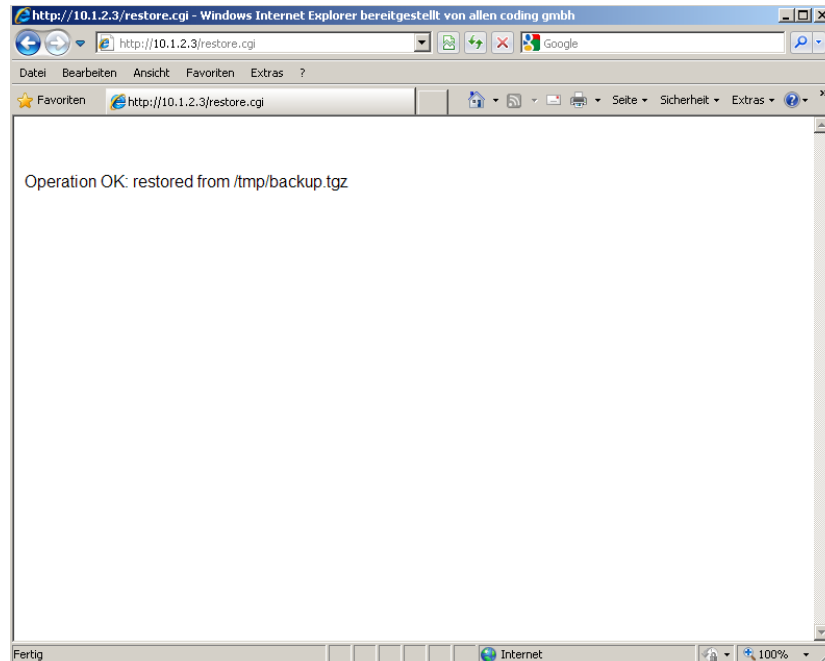 http://10.1.2.3/restore.cgi - Windows Internet Explorer bereitgestellt von allen coding gmbh
http://10.1.2.3/restore.cgi Google
Datei Bearbeiten Ansicht Favoriten Extras ?
Favoriten http://10.1.2.3/restore.cgi Seite Sicherheit Extras »
Operation OK: restored from /tmp/backup.tgz
Fertig Internet 100%